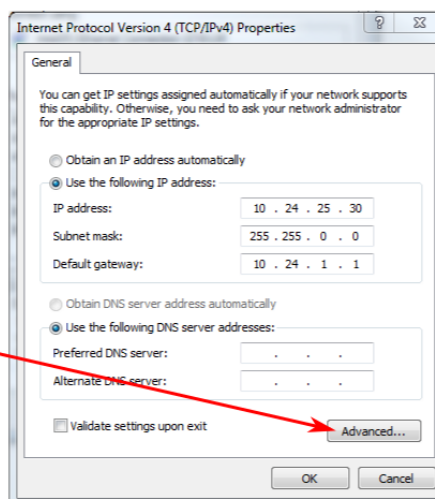 Internet Protocol Version 4 (TCP/IPv4) Properties
General
You can get IP settings assigned automatically if your network supports
this capability. Otherwise, you need to ask your network administrator
for the appropriate IP settings.
Obtain an IP address automatically
Use the following IP address:
IP address: 10 . 24 . 25 . 30
Subnet mask: 255 . 255 . 0 . 0
Default gateway: 10 . 24 . 1 . 1
Obtain DNS server address automatically
Use the following DNS server addresses:
Preferred DNS server: . . .
Alternate DNS server: . . .
Validate settings upon exit
Advanced...
OK Cancel